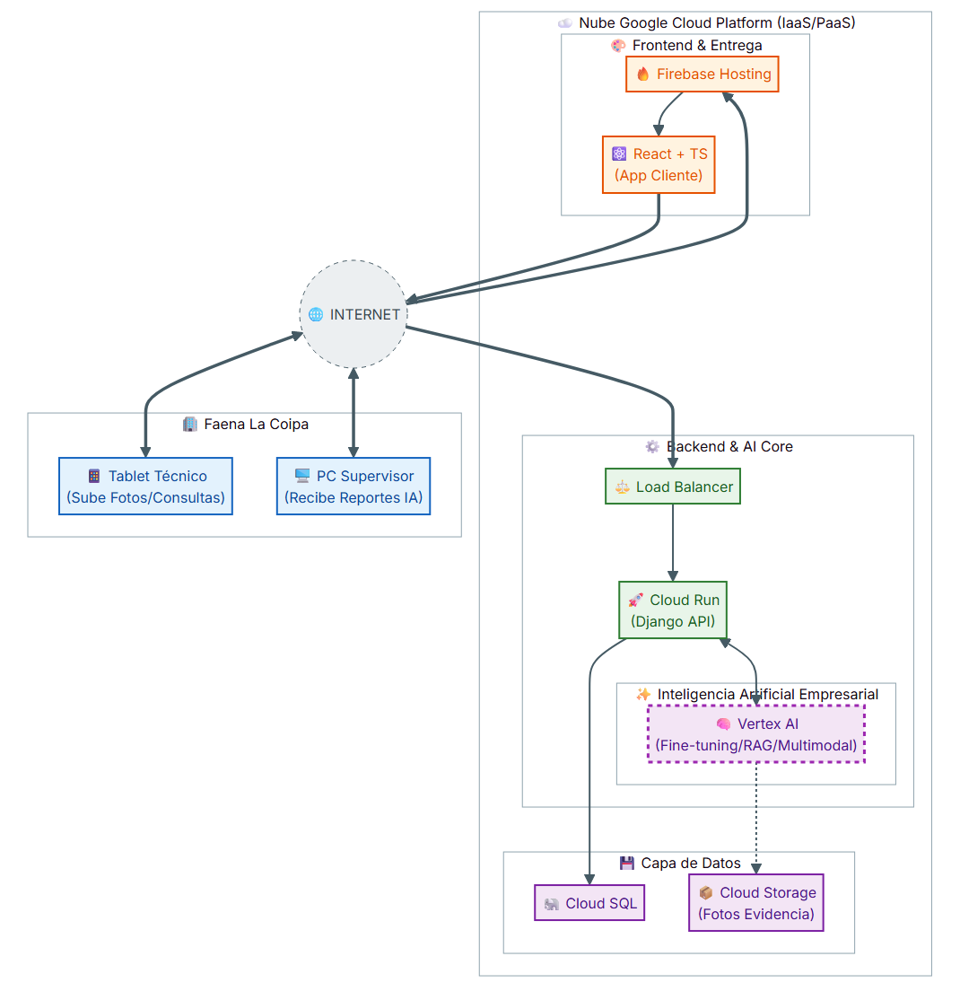 Nube Google Cloud Platform (IaaS/PaaS)
Frontend & Entrega
Firebase Hosting
React + TS
(App Cliente)
INTERNET
Faena La Coipa
Tablet Técnico
(Sube Fotos/Consultas)
PC Supervisor
(Recibe Reportes IA)
Backend & AI Core
Load Balancer
Cloud Run
(Django API)
Inteligencia Artificial Empresarial
Vertex AI
(Fine-tuning/RAG/Multimodal)
Capa de Datos
Cloud SQL
Cloud Storage
(Fotos Evidencia)